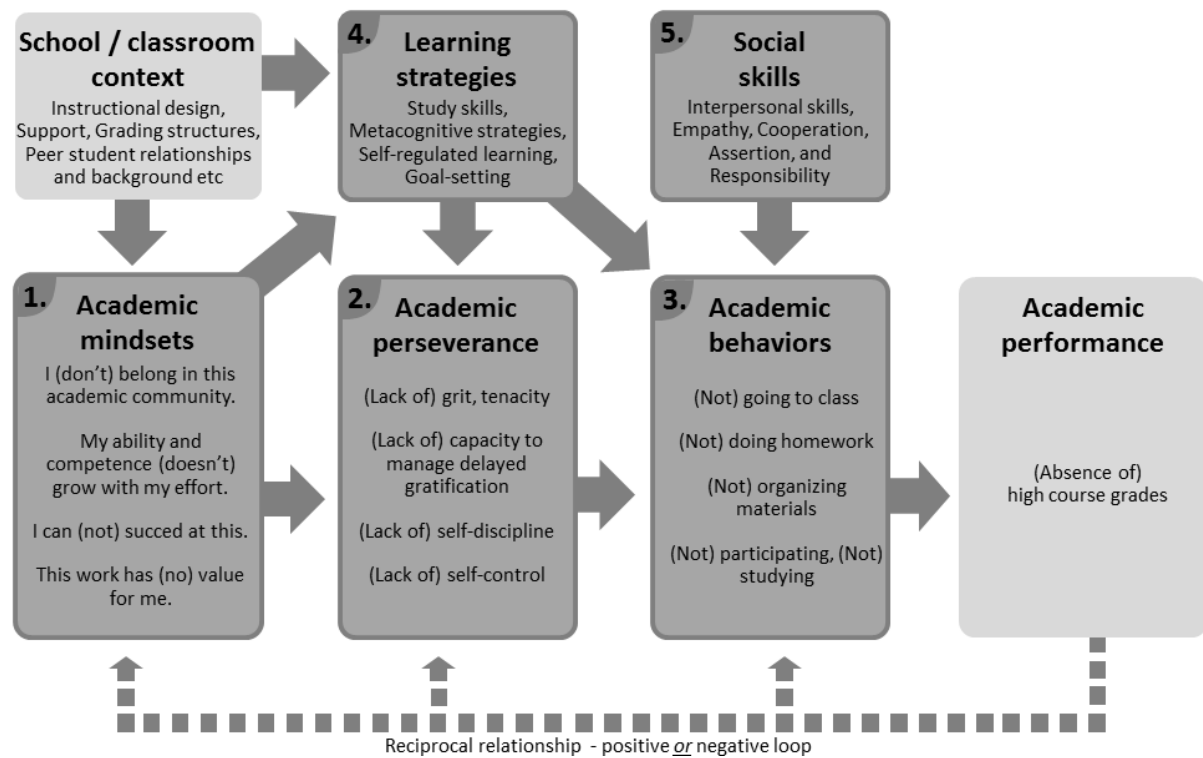 School / classroom
context
Instructional design,
Support, Grading structures,
Peer student relationships
and background etc
4.
Learning
strategies
Study skills,
Metacognitive strategies,
Self-regulated learning,
Goal-setting
5.
Social
skills
Interpersonal skills,
Empathy, Cooperation,
Assertion, and
Responsibility
1.
Academic
mindsets
I (don’t) belong in this
academic community.
My ability and
competence (doesn’t)
grow with my effort.
I can (not) succed at this.
This work has (no) value
for me.
2.
Academic
perseverance
(Lack of) grit, tenacity
(Lack of) capacity to
manage delayed
gratification
(Lack of) self-discipline
(Lack of) self-control
3.
Academic
behaviors
(Not) going to class
(Not) doing homework
(Not) organizing
materials
(Not) participating, (Not)
studying
Academic
performance
(Absence of)
high course grades
Reciprocal relationship - positive or negative loop